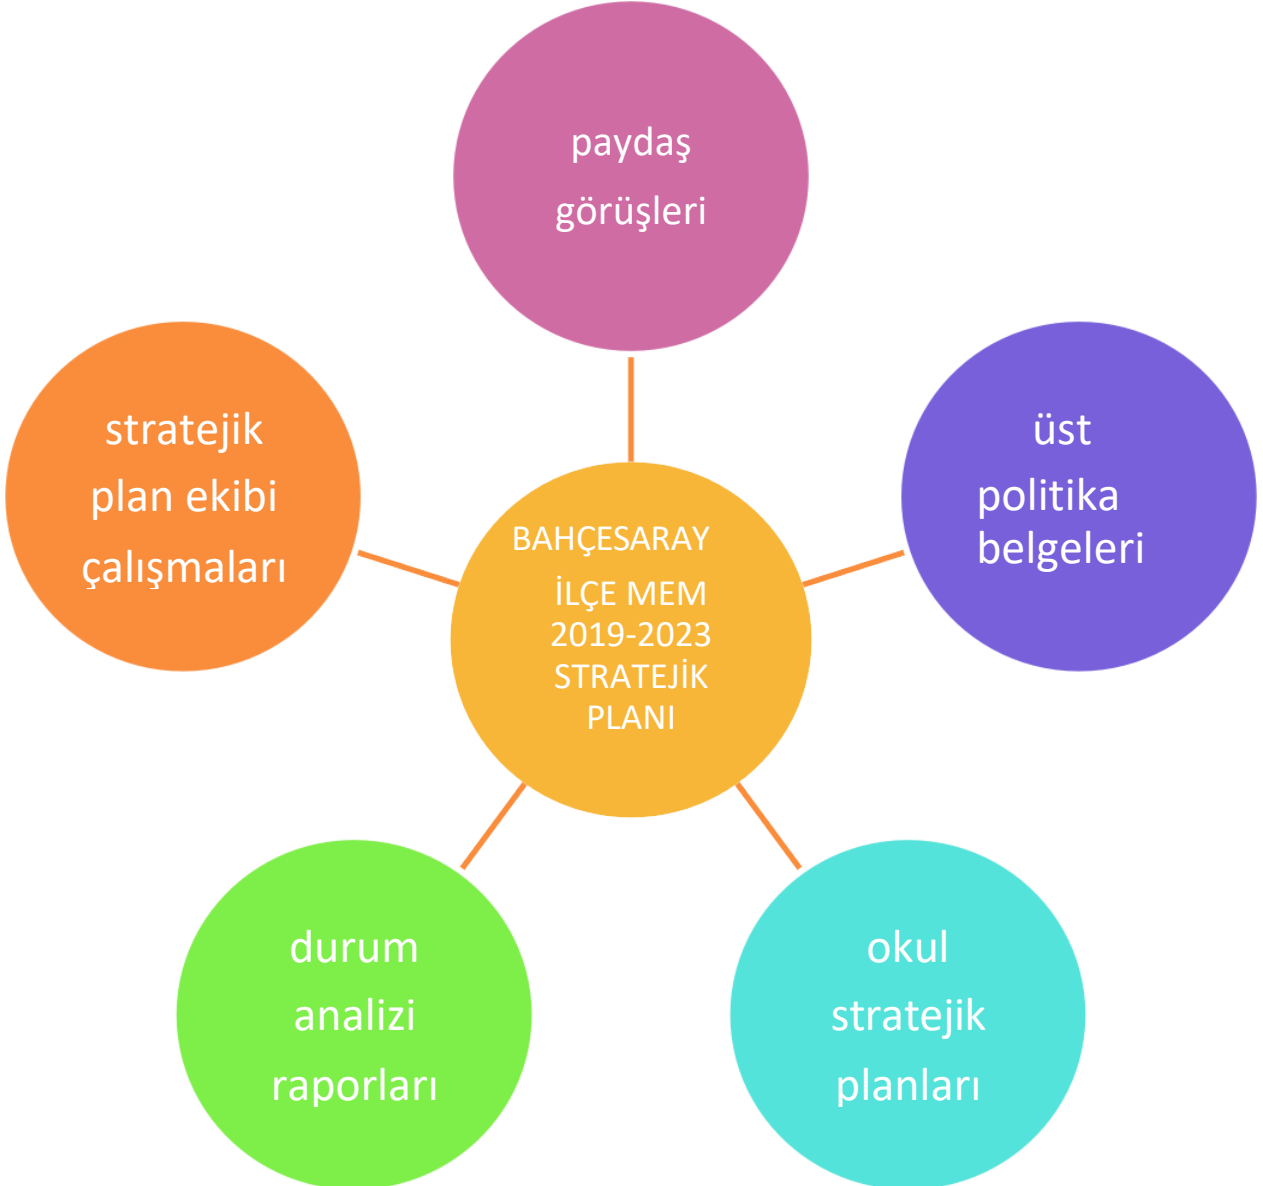 paydaş
görüşleri
üst
politika
belgeleri
okul
stratejik
planları
durum
analizi
raporları
stratejik
plan ekibi
çalışmaları
BAHÇESARAY
İLÇE MEM
2019-2023
STRATEJİK
PLANI